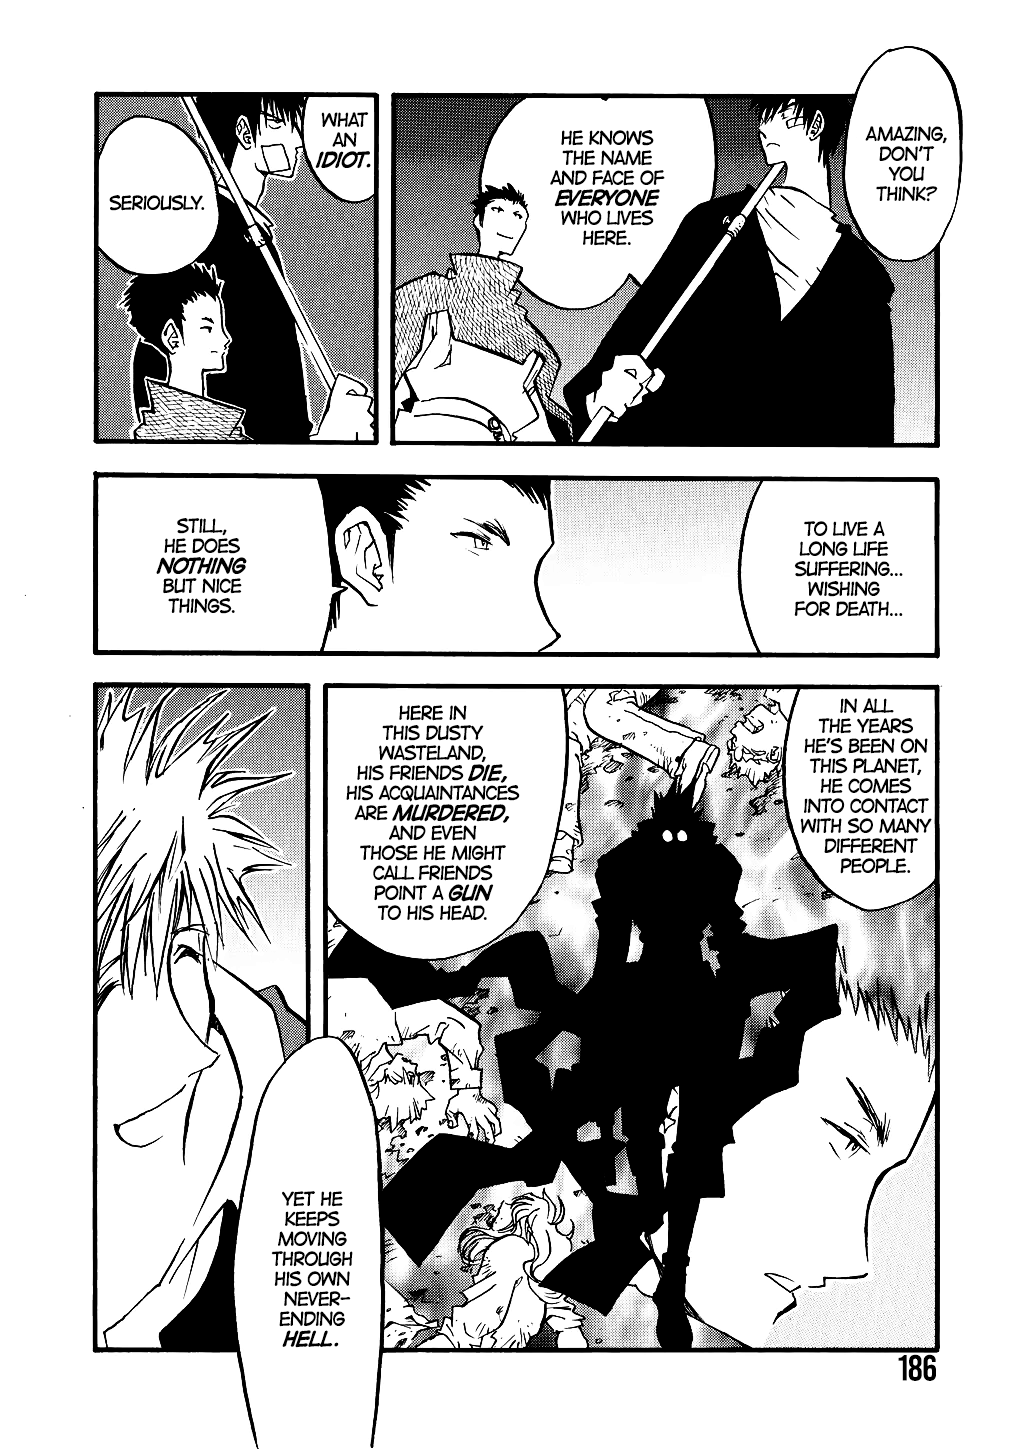 AMAZING,
DON'T
YOU
THINK?
HE KNOWS
THE NAME
AND FACE OF
EVERYONE
WHO LIVES
HERE.
WHAT
AN
IDIOT.
SERIOUSLY.
TO LIVE A
LONG LIFE
SUFFERING...
WISHING
FOR DEATH...
STILL,
HE DOES
NOTHING
BUT NICE
THINGS.
IN ALL
THE YEARS
HE'S BEEN ON
THIS PLANET,
HE COMES
INTO CONTACT
WITH SO MANY
DIFFERENT
PEOPLE.
HERE IN
THIS DUSTY
WASTELAND,
HIS FRIENDS DIE,
HIS ACQUAINTANCES
ARE MURDERED,
AND EVEN
THOSE HE MIGHT
CALL FRIENDS
POINT A GUN
TO HIS HEAD.
YET HE
KEEPS
MOVING
THROUGH
HIS OWN
NEVER-
ENDING
HELL.
186